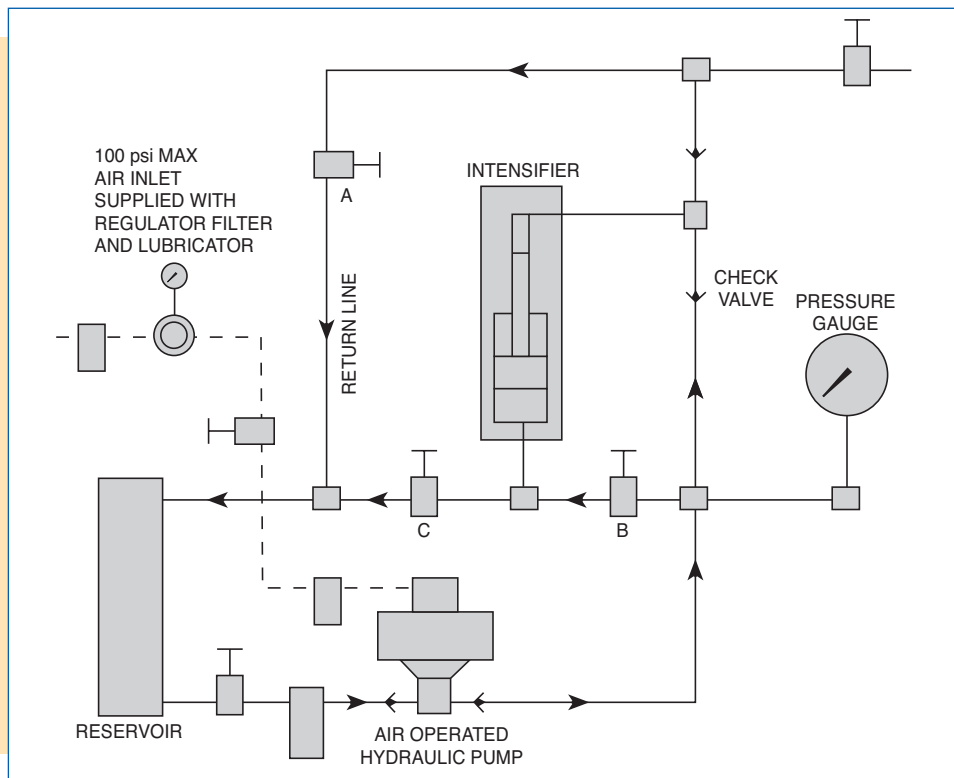 100 psi MAX
AIR INLET
SUPPLIED WITH
REGULATOR FILTER
AND LUBRICATOR
A
INTENSIFIER
RETURN LINE
CHECK
VALVE
PRESSURE
GAUGE
C
B
RESERVOIR
AIR OPERATED
HYDRAULIC PUMP